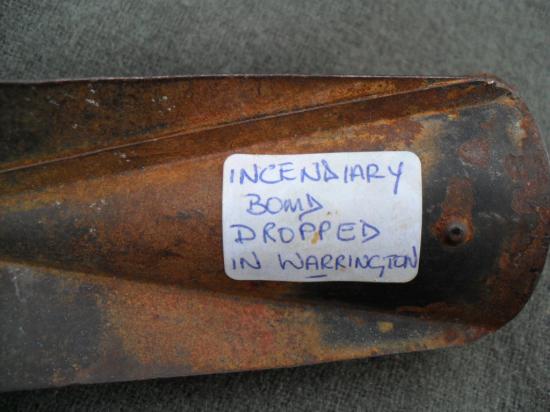 INCENDIARY
BOMB
DROPPED
IN WARRINGTON